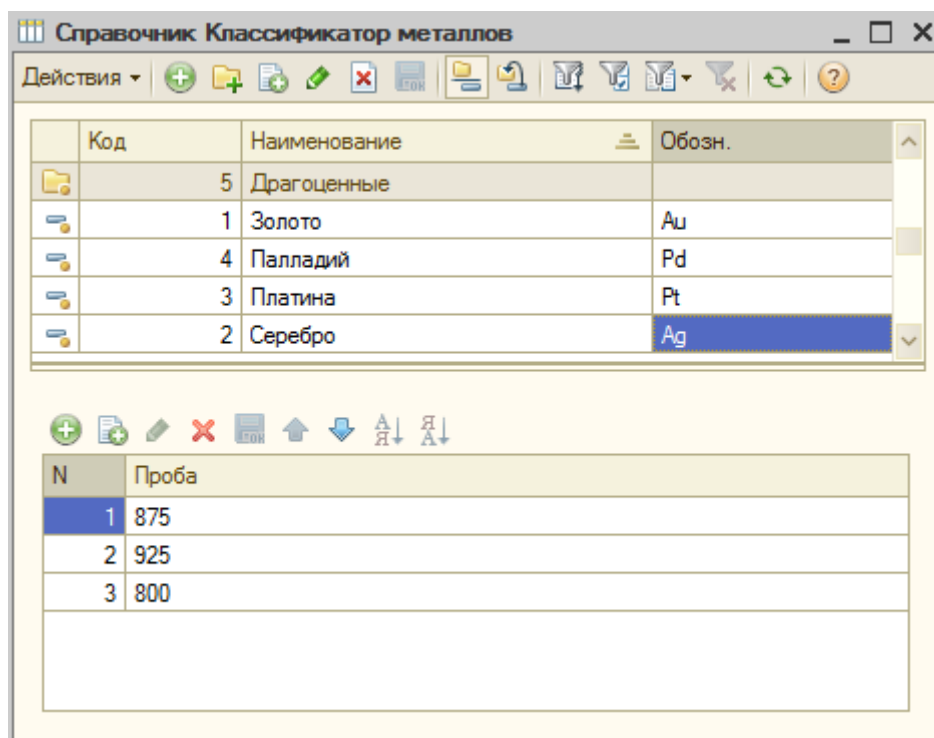 Справочник Классификатор металлов
Действия
Код Наименование Обозн.
5 Драгоценные
1 Золото Au
4 Палладий Pd
3 Платина Pt
2 Серебро Ag
N Проба
1 875
2 925
3 800